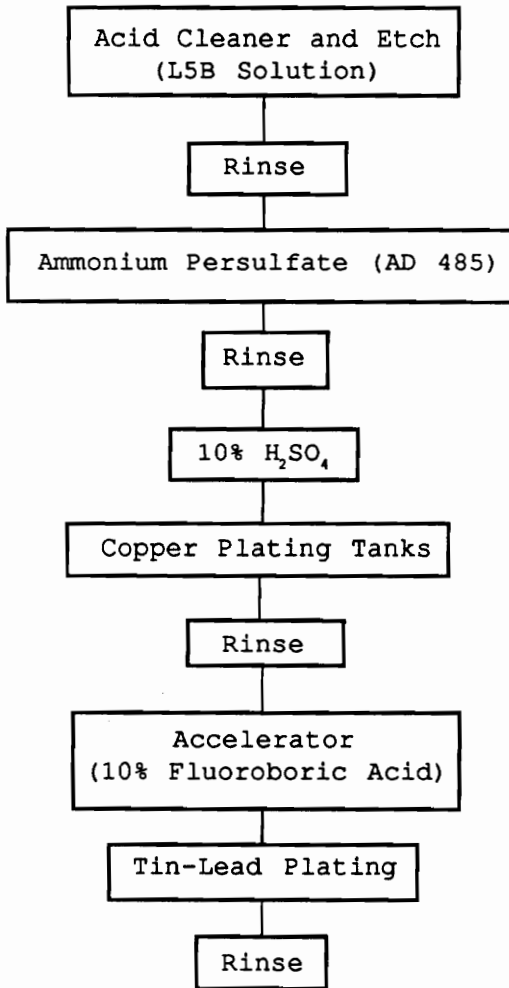 Acid Cleaner and Etch
(L5B Solution)
Rinse
Ammonium Persulfate (AD 485)
Rinse
10% H₂SO₄
Copper Plating Tanks
Rinse
Accelerator
(10% Fluoroboric Acid)
Tin-Lead Plating
Rinse